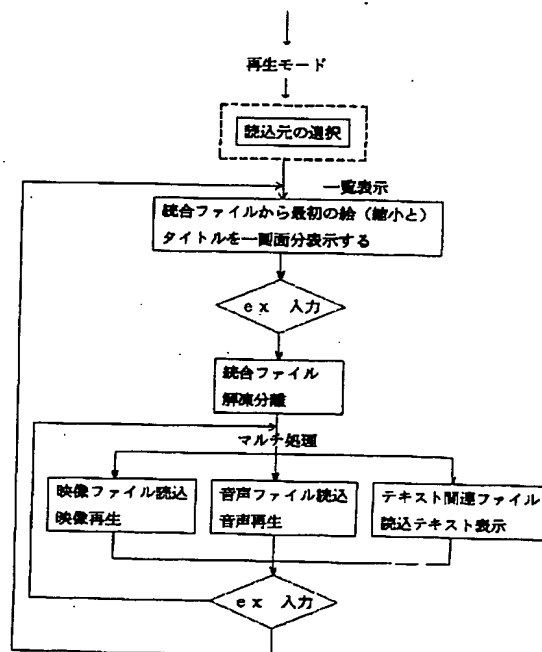 再生モード
読込元の選択
一覧表示
統合ファイルから最初の絵（縮小と）
タイトルを一画面分表示する
ｅｘ 入力
統合ファイル
解凍分離
マルチ処理
映像ファイル読込
映像再生
音声ファイル読込
音声再生
テキスト関連ファイル
読込テキスト表示
ｅｘ 入力